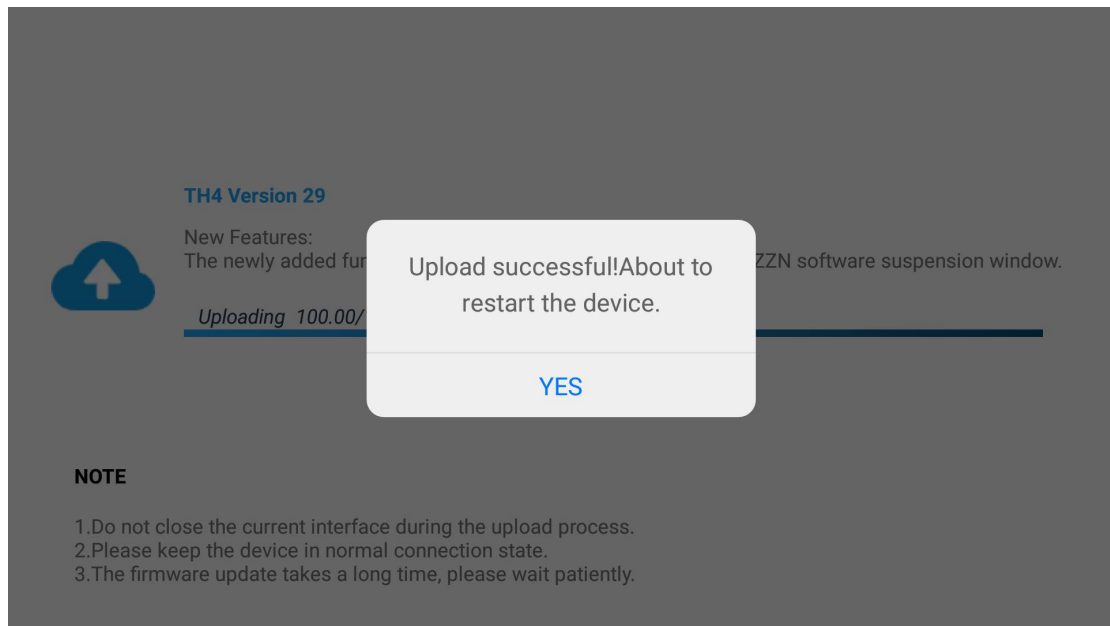 TH4 Version 29
New Features:
The newly added fur
ZZN software suspension window.
Upload successful!About to
restart the device.
Uploading 100.00/
YES
NOTE
1.Do not close the current interface during the upload process.
2.Please keep the device in normal connection state.
3.The firmware update takes a long time, please wait patiently.